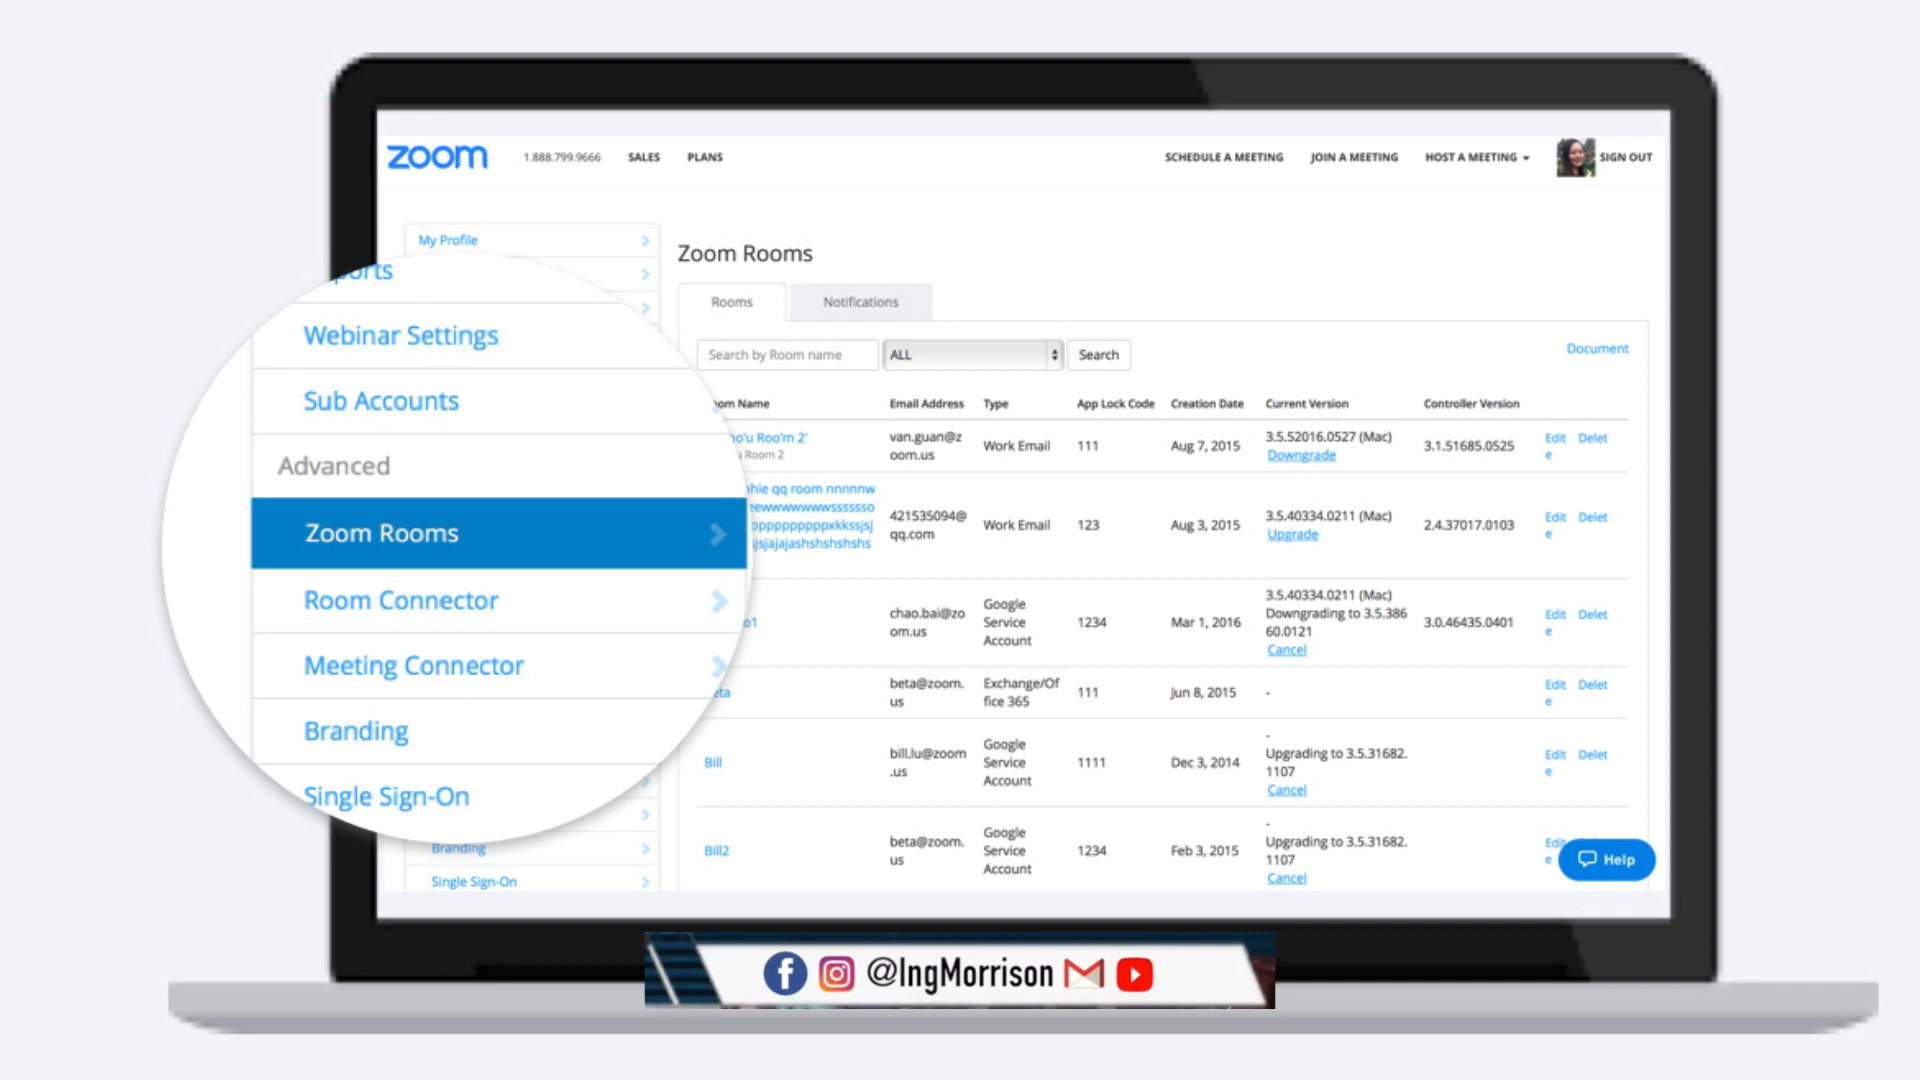 zoom 1.888.799.9666 SALES PLANS SCHEDULE A MEETING JOIN A MEETING HOST A MEETING SIGN OUT
My Profile
Webinar Settings
Sub Accounts
Advanced
Zoom Rooms
Room Connector
Meeting Connector
Branding
Single Sign-On
Branding
Single Sign-On
Zoom Rooms
Rooms Notifications
Search by Room name ALL Search Document
Name Email Address Type App Lock Code Creation Date Current Version Controller Version
Roo'm 2'
Room 2
van.guan@z
oom.us
Work Email 111 Aug 7, 2015
3.5.52016.0527 (Mac)
Downgrade
3.1.51685.0525
Edit Delet
e
qq room nnnnnw
421535094@
qq.com
Work Email 123 Aug 3, 2015
3.5.40334.0211 (Mac)
Upgrade
2.4.37017.0103
Edit Delet
e
chao.bai@zo
om.us
Google
Service
Account
1234 Mar 1, 2016
3.5.40334.0211 (Mac)
Downgrading to 3.5.386
60.0121
Cancel
3.0.46435.0401
Edit Delet
e
beta@zoom.
us
Exchange/Of
fice 365
111 Jun 8, 2015 -
Edit Delet
e
Bill
bill.lu@zoom
.us
Google
Service
Account
1111 Dec 3, 2014
-
Upgrading to 3.5.31682.
1107
Cancel
Edit Delet
e
Bill2
beta@zoom.
us
Google
Service
Account
1234 Feb 3, 2015
-
Upgrading to 3.5.31682.
1107
Cancel
e
Help
@IngMorrison